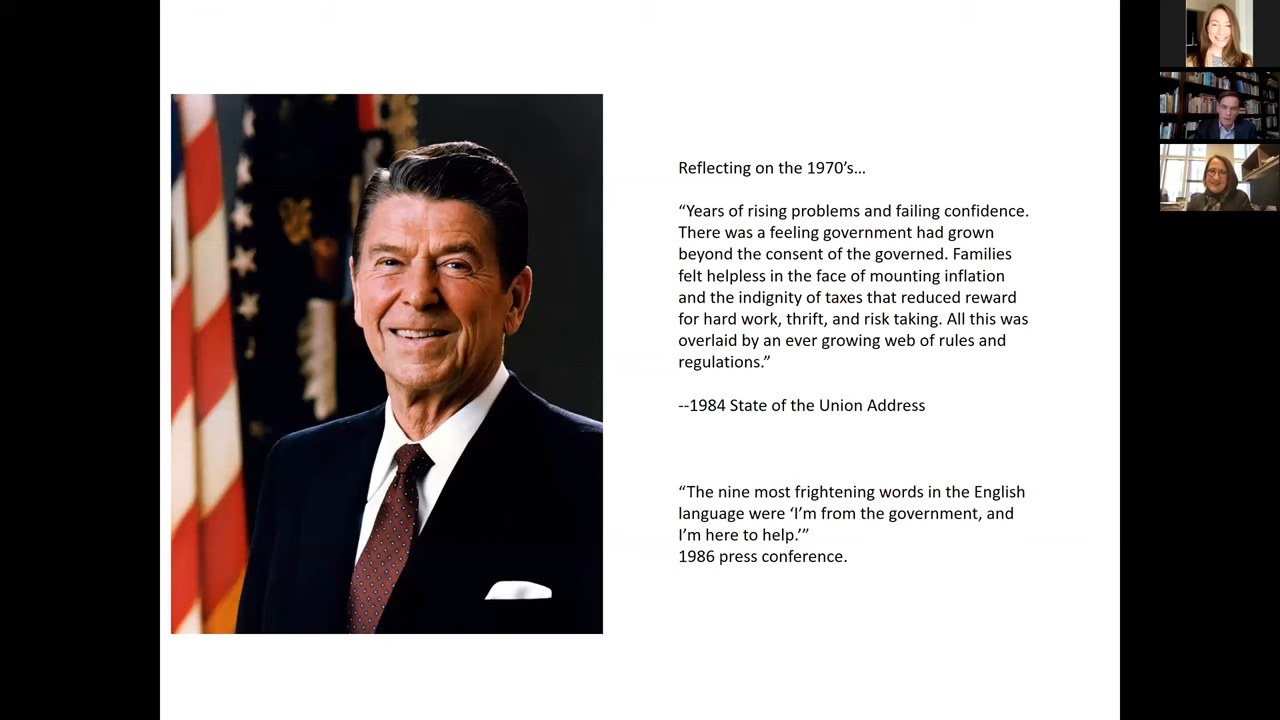 Reflecting on the 1970’s…
“Years of rising problems and failing confidence.
There was a feeling government had grown
beyond the consent of the governed. Families
felt helpless in the face of mounting inflation
and the indignity of taxes that reduced reward
for hard work, thrift, and risk taking. All this was
overlaid by an ever growing web of rules and
regulations.”
--1984 State of the Union Address
“The nine most frightening words in the English
language were ‘I’m from the government, and
I’m here to help.’”
1986 press conference.